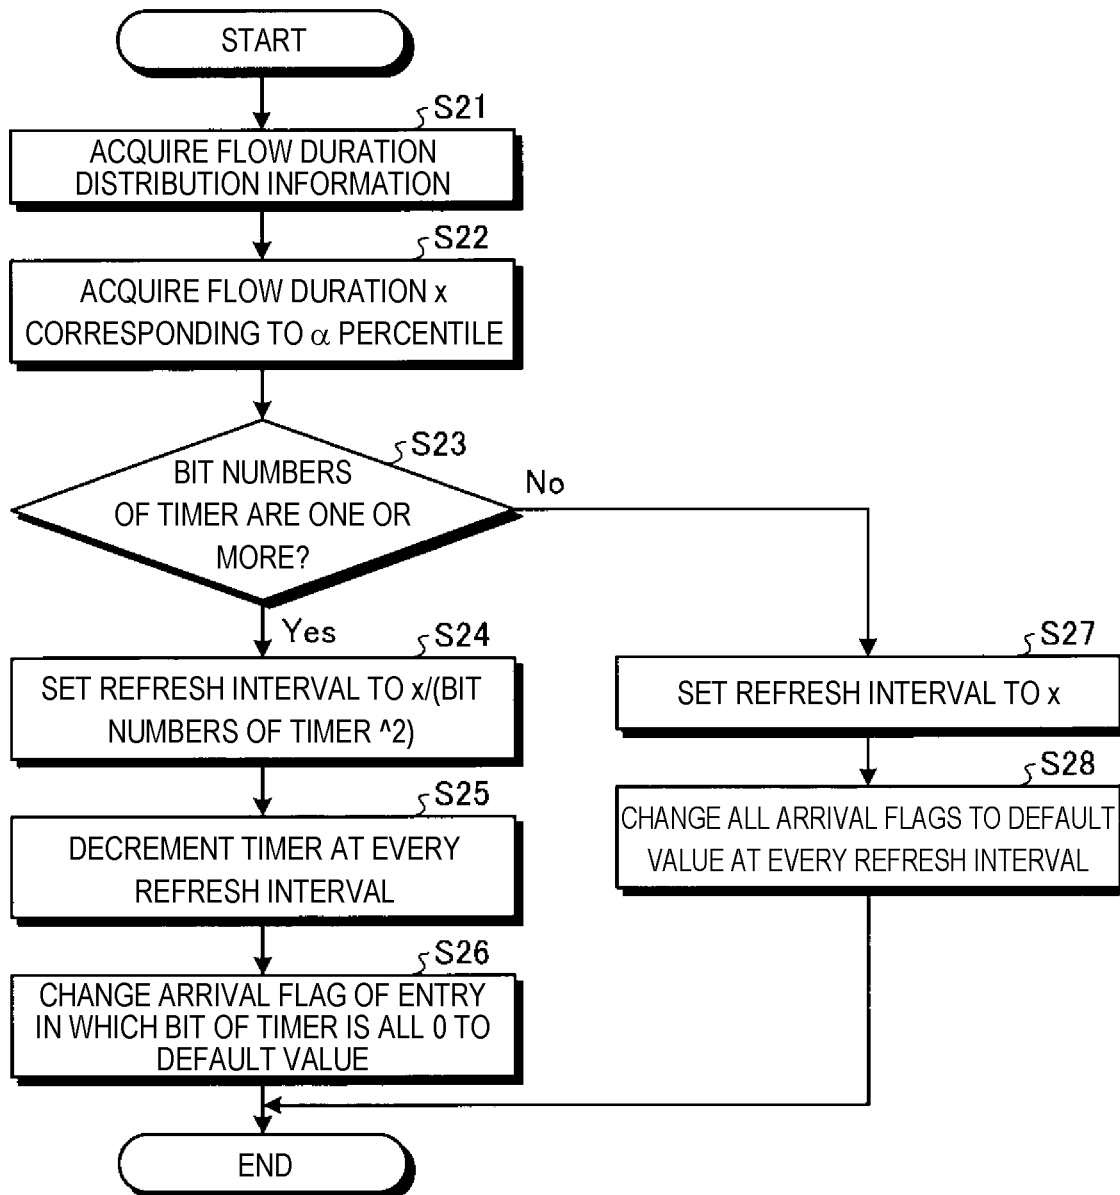 START
S21
ACQUIRE FLOW DURATION
DISTRIBUTION INFORMATION
S22
ACQUIRE FLOW DURATION x
CORRESPONDING TO α PERCENTILE
S23
BIT NUMBERS
OF TIMER ARE ONE OR
MORE?
No
Yes
S24
SET REFRESH INTERVAL TO x/(BIT
NUMBERS OF TIMER ^2)
S25
DECREMENT TIMER AT EVERY
REFRESH INTERVAL
S26
CHANGE ARRIVAL FLAG OF ENTRY
IN WHICH BIT OF TIMER IS ALL 0 TO
DEFAULT VALUE
S27
SET REFRESH INTERVAL TO x
S28
CHANGE ALL ARRIVAL FLAGS TO DEFAULT
VALUE AT EVERY REFRESH INTERVAL
END